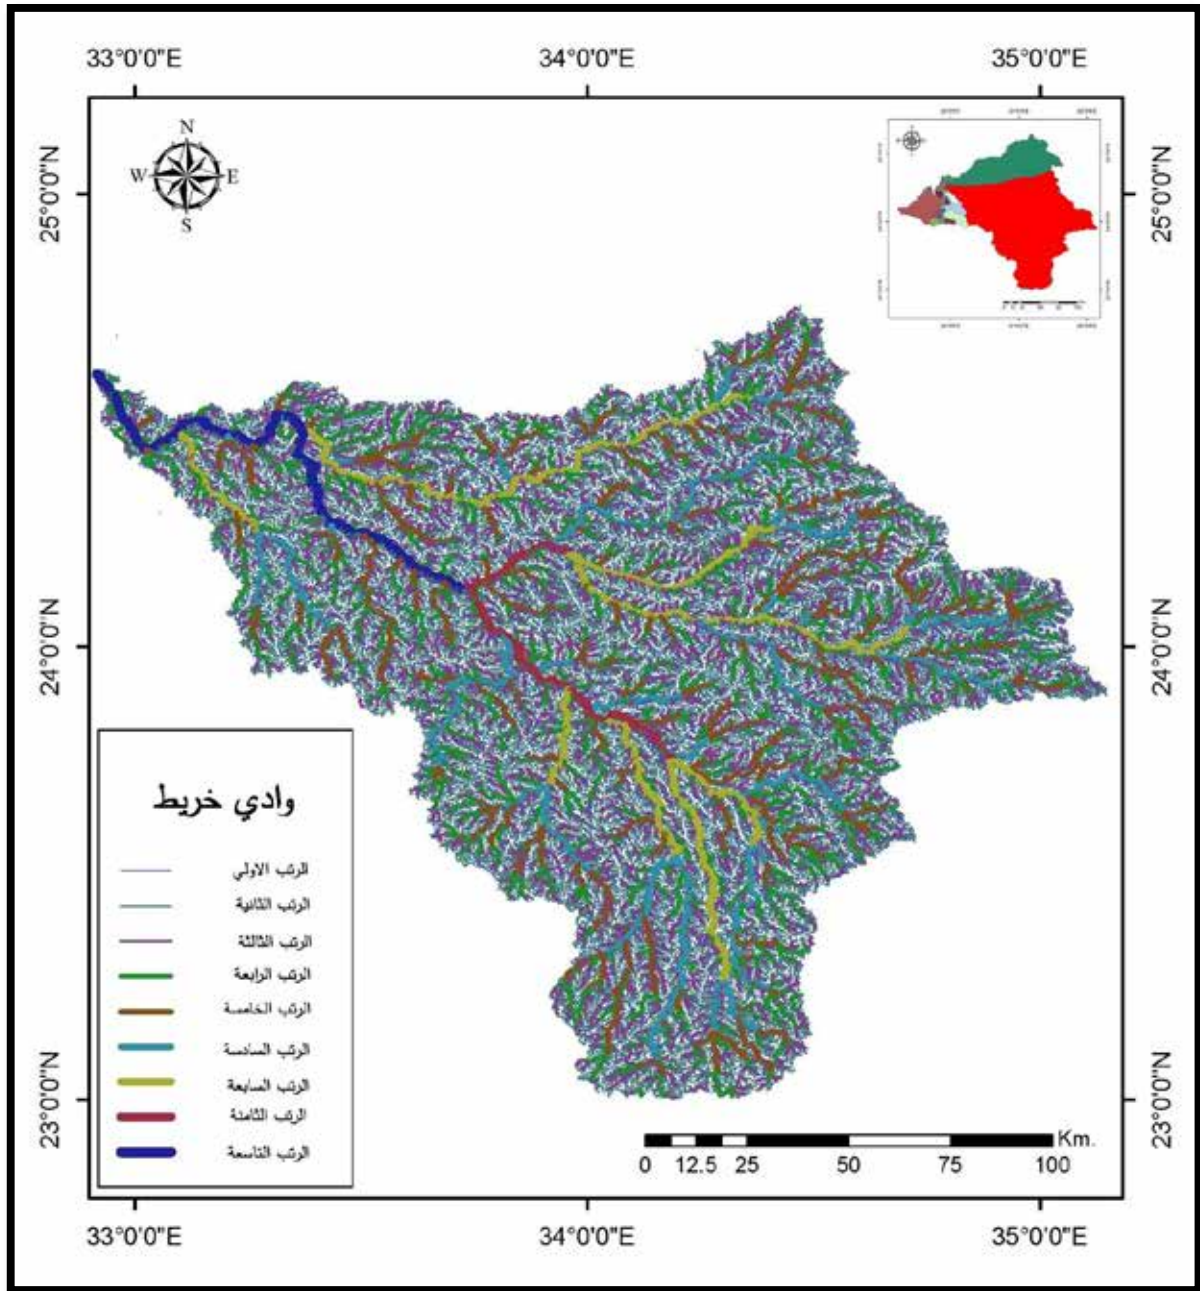 33°0'0"E 34°0'0"E 35°0'0"E
N
W E
S
25°0'0"N 25°0'0"N
24°0'0"N 24°0'0"N
وادي خريط
الرتب الاولي
الرتب الثانية
الرتب الثالثة
الرتب الرابعة
الرتب الخامسة
الرتب السادسة
الرتب السابعة
الرتب الثامنة
الرتب التاسعة
23°0'0"N 23°0'0"N
Km.
0 12.5 25 50 75 100
33°0'0"E 34°0'0"E 35°0'0"E